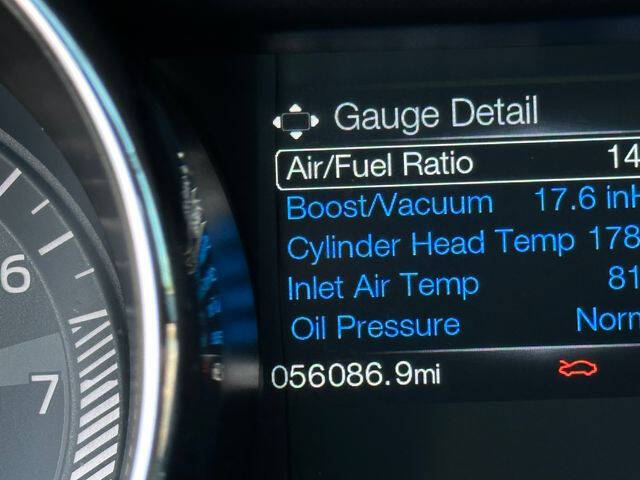 Gauge Detail
Air/Fuel Ratio 14
Boost/Vacuum 17.6 inH
Cylinder Head Temp 178
Inlet Air Temp 81
Oil Pressure Norm
056086.9mi
6
7